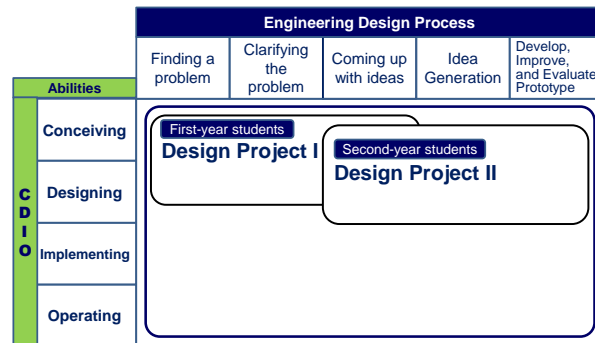 Engineering Design Process
Finding a
problem
Clarifying
the
problem
Coming up
with ideas
Idea
Generation
Develop,
Improve,
and Evaluate
Prototype
Abilities
C
D
I
O
Conceiving
Designing
Implementing
Operating
First-year students
Design Project I
Second-year students
Design Project II